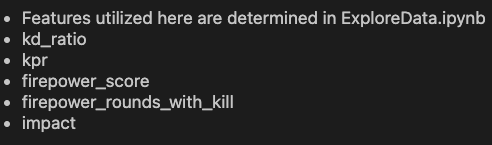 • Features utilized here are determined in ExploreData.ipynb
• kd_ratio
• kpr
• firepower_score
• firepower_rounds_with_kill
• impact